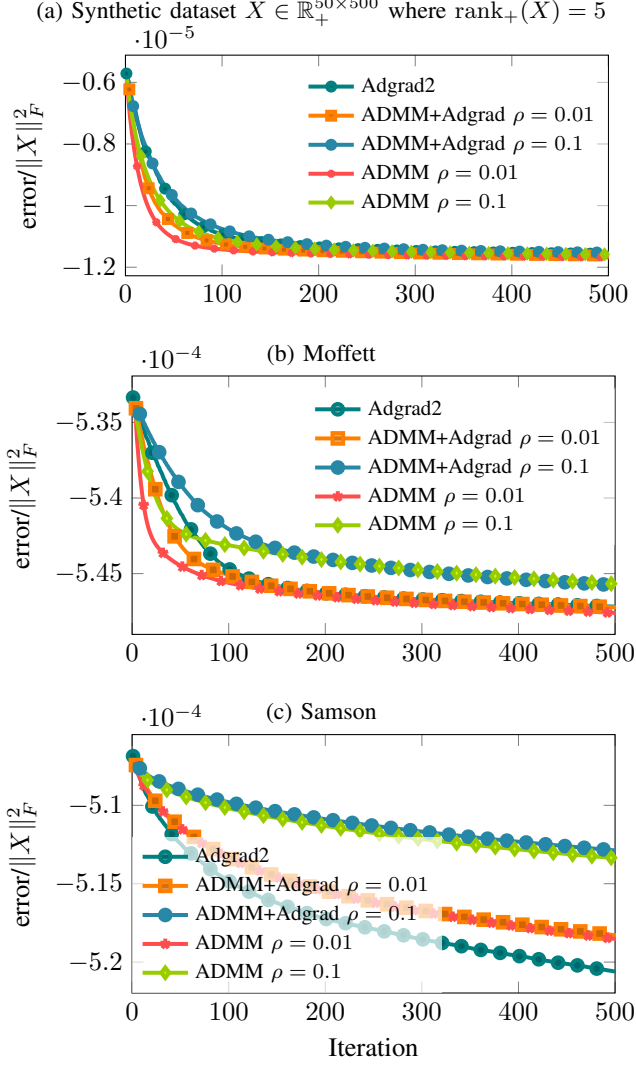 (a) Synthetic dataset X ∈ ℝ₊^{50×500} where rank₊(X) = 5
·10⁻⁵
−0.6
−0.8
−1
−1.2
error/‖X‖²_F
Adgrad2
ADMM+Adgrad ρ = 0.01
ADMM+Adgrad ρ = 0.1
ADMM ρ = 0.01
ADMM ρ = 0.1
0 100 200 300 400 500
(b) Moffett
·10⁻⁴
−5.35
−5.4
−5.45
error/‖X‖²_F
Adgrad2
ADMM+Adgrad ρ = 0.01
ADMM+Adgrad ρ = 0.1
ADMM ρ = 0.01
ADMM ρ = 0.1
0 100 200 300 400 500
(c) Samson
·10⁻⁴
−5.1
−5.15
−5.2
error/‖X‖²_F
Adgrad2
ADMM+Adgrad ρ = 0.01
ADMM+Adgrad ρ = 0.1
ADMM ρ = 0.01
ADMM ρ = 0.1
0 100 200 300 400 500
Iteration